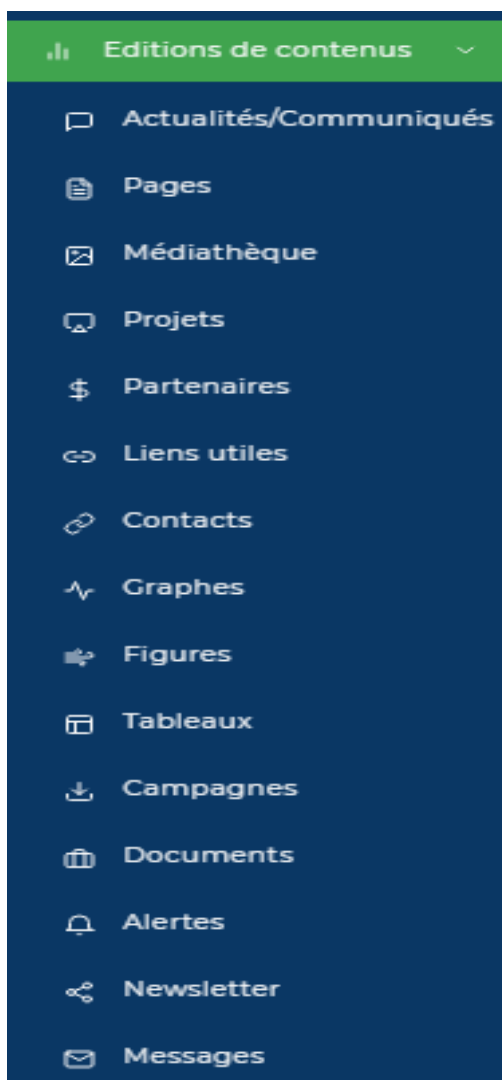 Editions de contenus
Actualités/Communiqués
Pages
Médiathèque
Projets
Partenaires
Liens utiles
Contacts
Graphes
Figures
Tableaux
Campagnes
Documents
Alertes
Newsletter
Messages